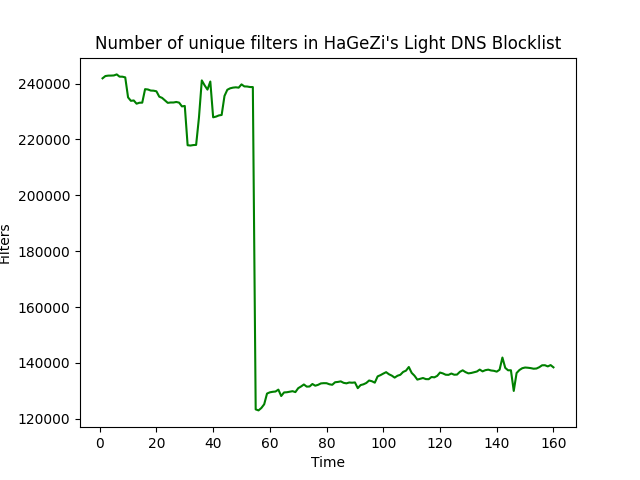 Number of unique filters in HaGeZi's Light DNS Blocklist
240000
220000
200000
180000
160000
140000
120000
Filters
0 20 40 60 80 100 120 140 160
Time